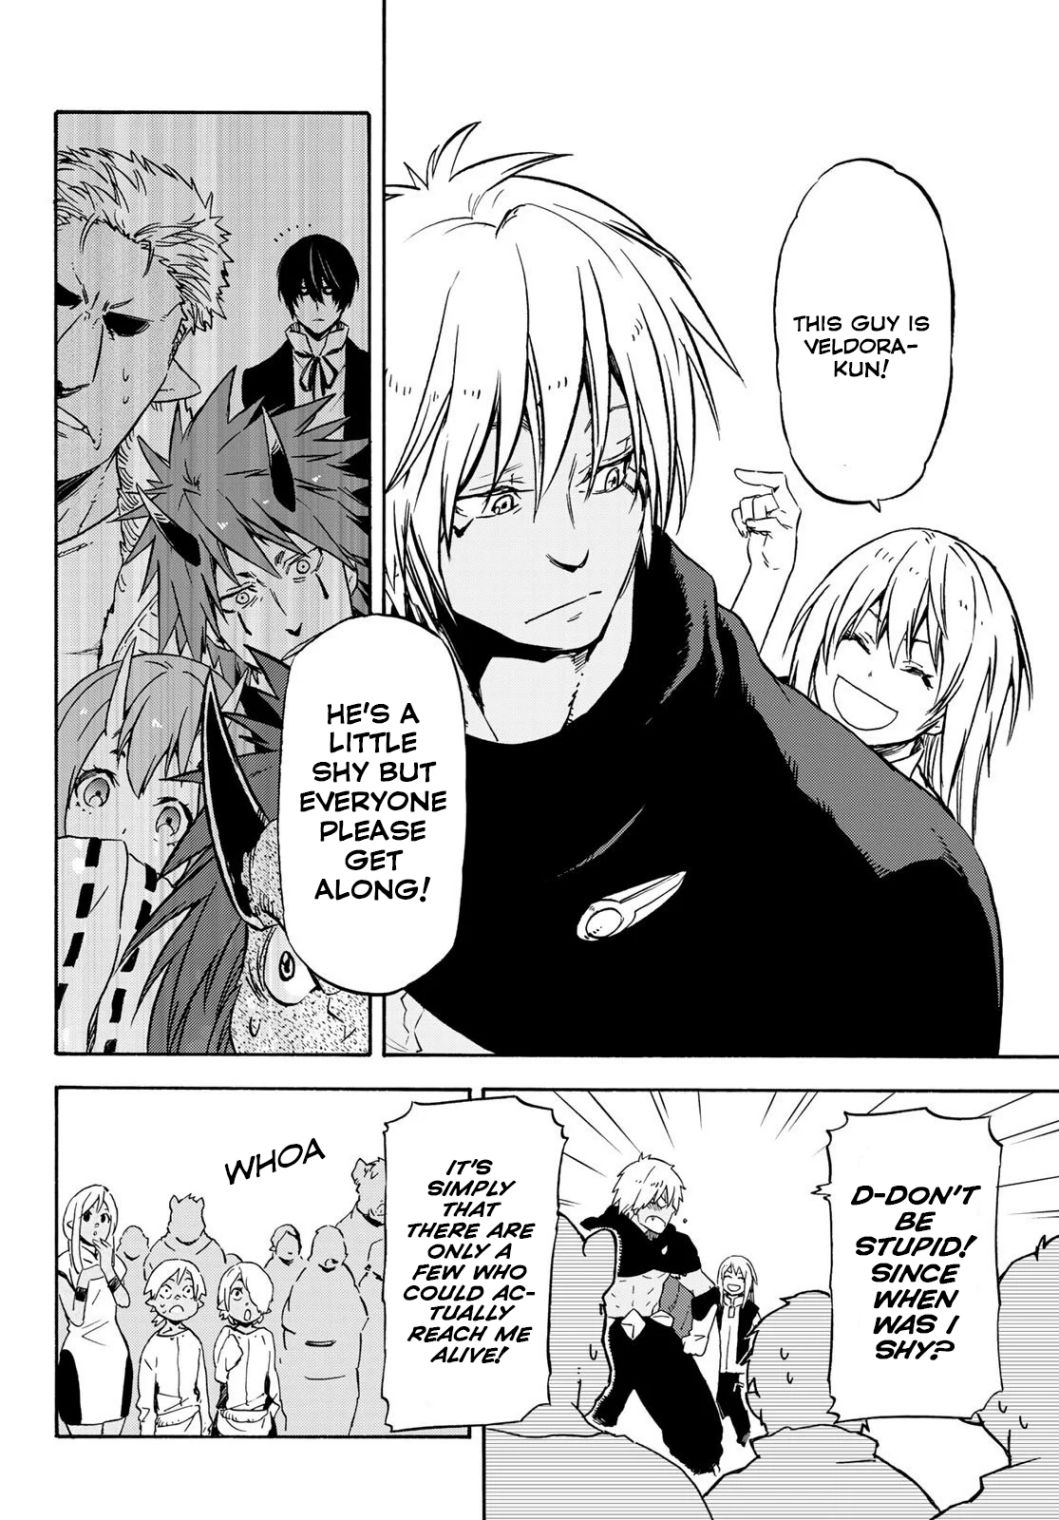 THIS GUY IS
VELDORA-
KUN!
HE'S A
LITTLE
SHY BUT
EVERYONE
PLEASE
GET
ALONG!
D-DON'T
BE
STUPID!
SINCE
WHEN
WAS I
SHY?
IT'S
SIMPLY
THAT
THERE ARE
ONLY A
FEW WHO
COULD AC-
TUALLY
REACH ME
ALIVE!
WHOA